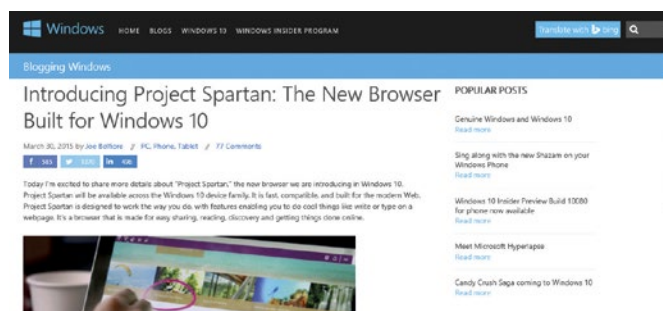 Windows HOME BLOGS WINDOWS 10 WINDOWS INSIDER PROGRAM Translate with bing
Blogging Windows
Introducing Project Spartan: The New Browser
Built for Windows 10
March 30, 2015 by Joe Belfiore // PC, Phone, Tablet // 77 Comments
f 565 in
Today I'm excited to share more details about "Project Spartan," the new browser we are introducing in Windows 10.
Project Spartan will be available across the Windows 10 device family. It is fast, compatible, and built for the modern Web.
Project Spartan is designed to work the way you do, with features enabling you to do cool things like write or type on a
webpage. It's a browser that is made for easy sharing, reading, discovery and getting things done online.
POPULAR POSTS
Genuine Windows and Windows 10
Read more
Sing along with the new Shazam on your
Windows Phone
Read more
Windows 10 Insider Preview Build 10080
for phone now available
Read more
Meet Microsoft Hyperlapse
Read more
Candy Crush Saga coming to Windows 10
Read more